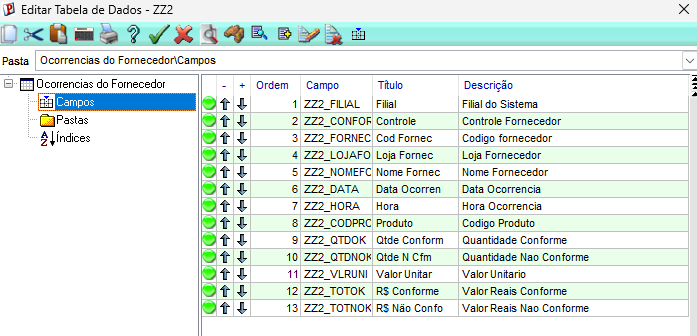 Editar Tabela de Dados - ZZ2
Pasta Ocorrencias do Fornecedor\Campos
Ocorrencias do Fornecedor
Campos
Pastas
Índices
- + Ordem Campo Título Descrição
1 ZZ2_FILIAL Filial Filial do Sistema
2 ZZ2_CONFOR Controle Controle Fornecedor
3 ZZ2_FORNEC Cod Fornec Codigo fornecedor
4 ZZ2_LOJAFO Loja Fornec Loja Fornecedor
5 ZZ2_NOMEFO Nome Fornec Nome Fornecedor
6 ZZ2_DATA Data Ocorren Data Ocorrencia
7 ZZ2_HORA Hora Hora Ocorrencia
8 ZZ2_CODPRO Produto Codigo Produto
9 ZZ2_QTDOK Qtde Conform Quantidade Conforme
10 ZZ2_QTDNOK Qtde N Cfm Quantidade Nao Conforme
11 ZZ2_VLRUNI Valor Unitar Valor Unitario
12 ZZ2_TOTOK R$ Conforme Valor Reais Conforme
13 ZZ2_TOTNOK R$ Não Confo Valor Reais Nao Conforme